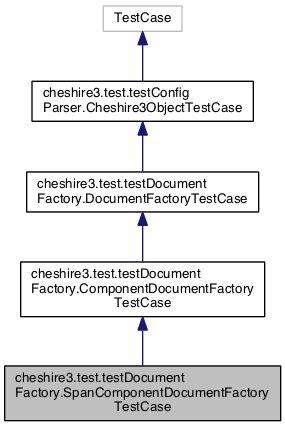 TestCase
cheshire3.test.testConfig
Parser.Cheshire3ObjectTestCase
cheshire3.test.testDocument
Factory.DocumentFactoryTestCase
cheshire3.test.testDocument
Factory.ComponentDocumentFactory
TestCase
cheshire3.test.testDocument
Factory.SpanComponentDocumentFactory
TestCase